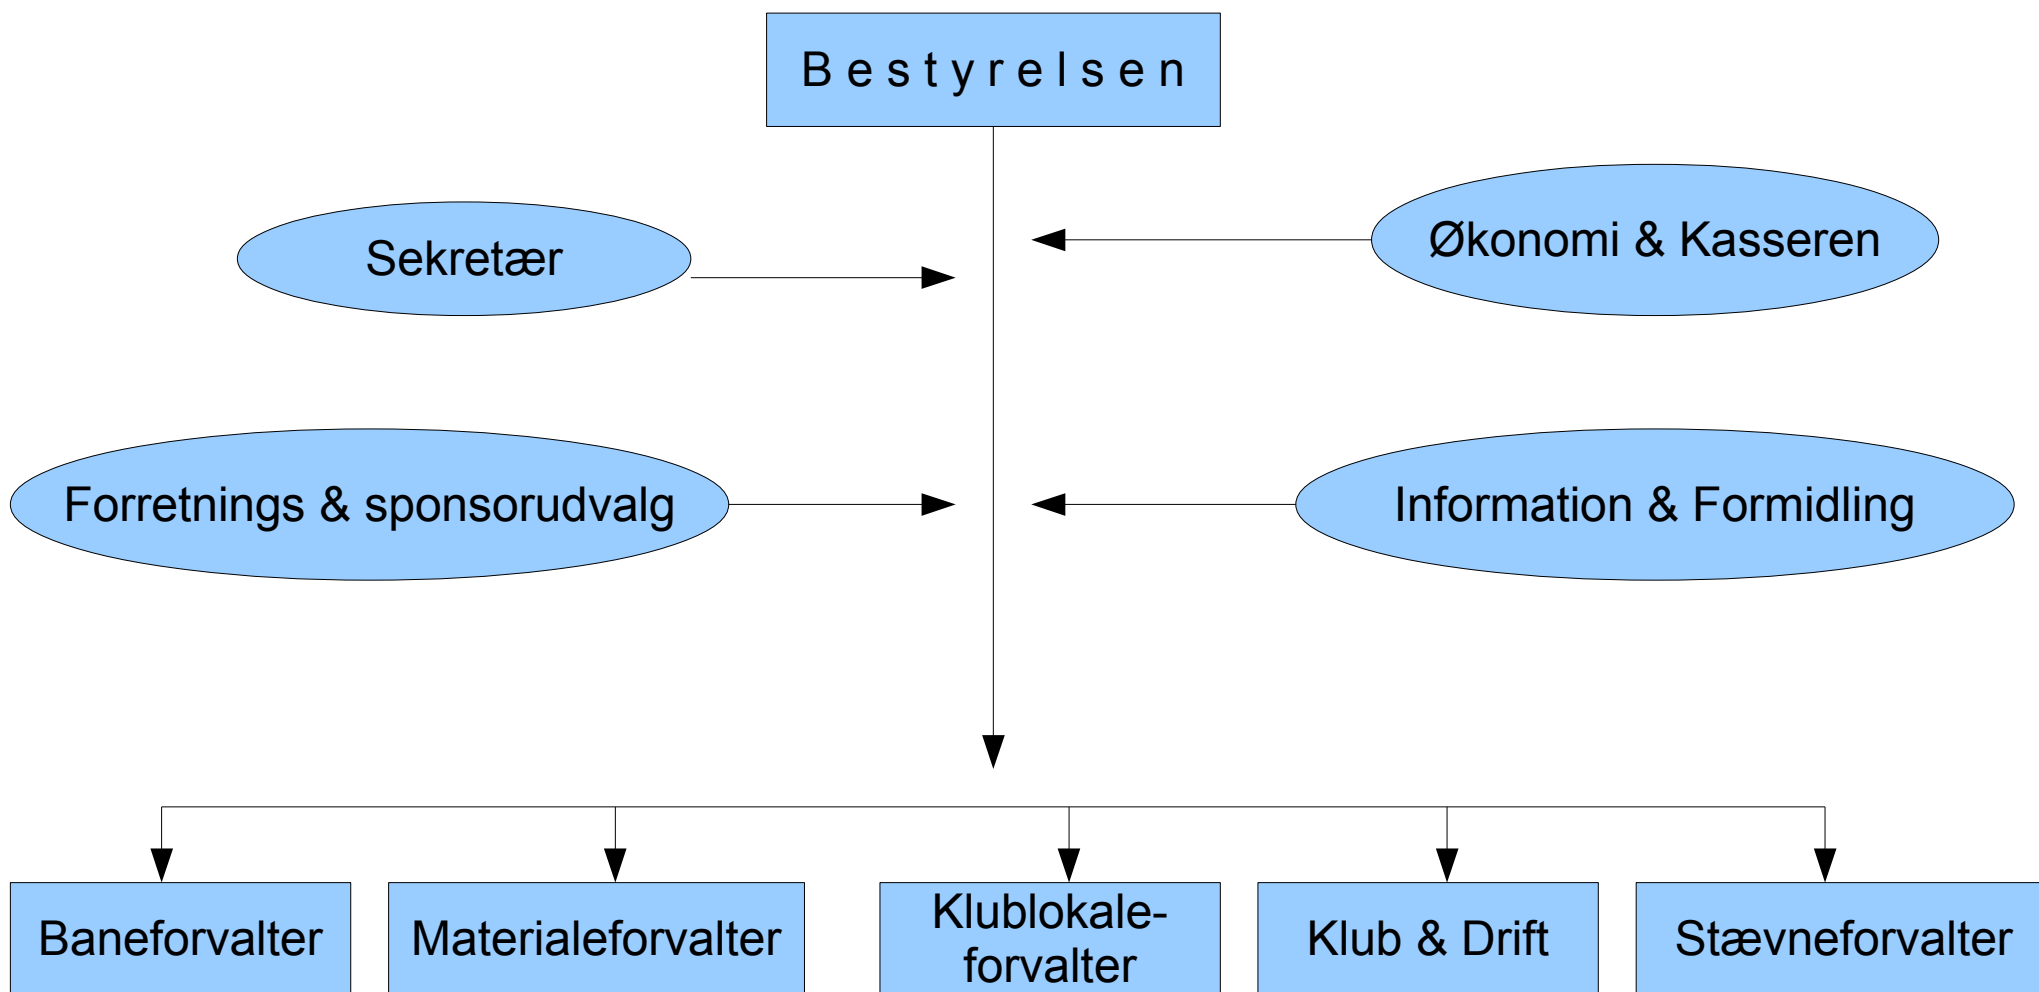 B e s t y r e l s e n
Økonomi & Kasseren
Sekretær
Forretnings & sponsorudvalg
Information & Formidling
Baneforvalter
Materialeforvalter
Klublokale-
forvalter
Klub & Drift
Stævneforvalter